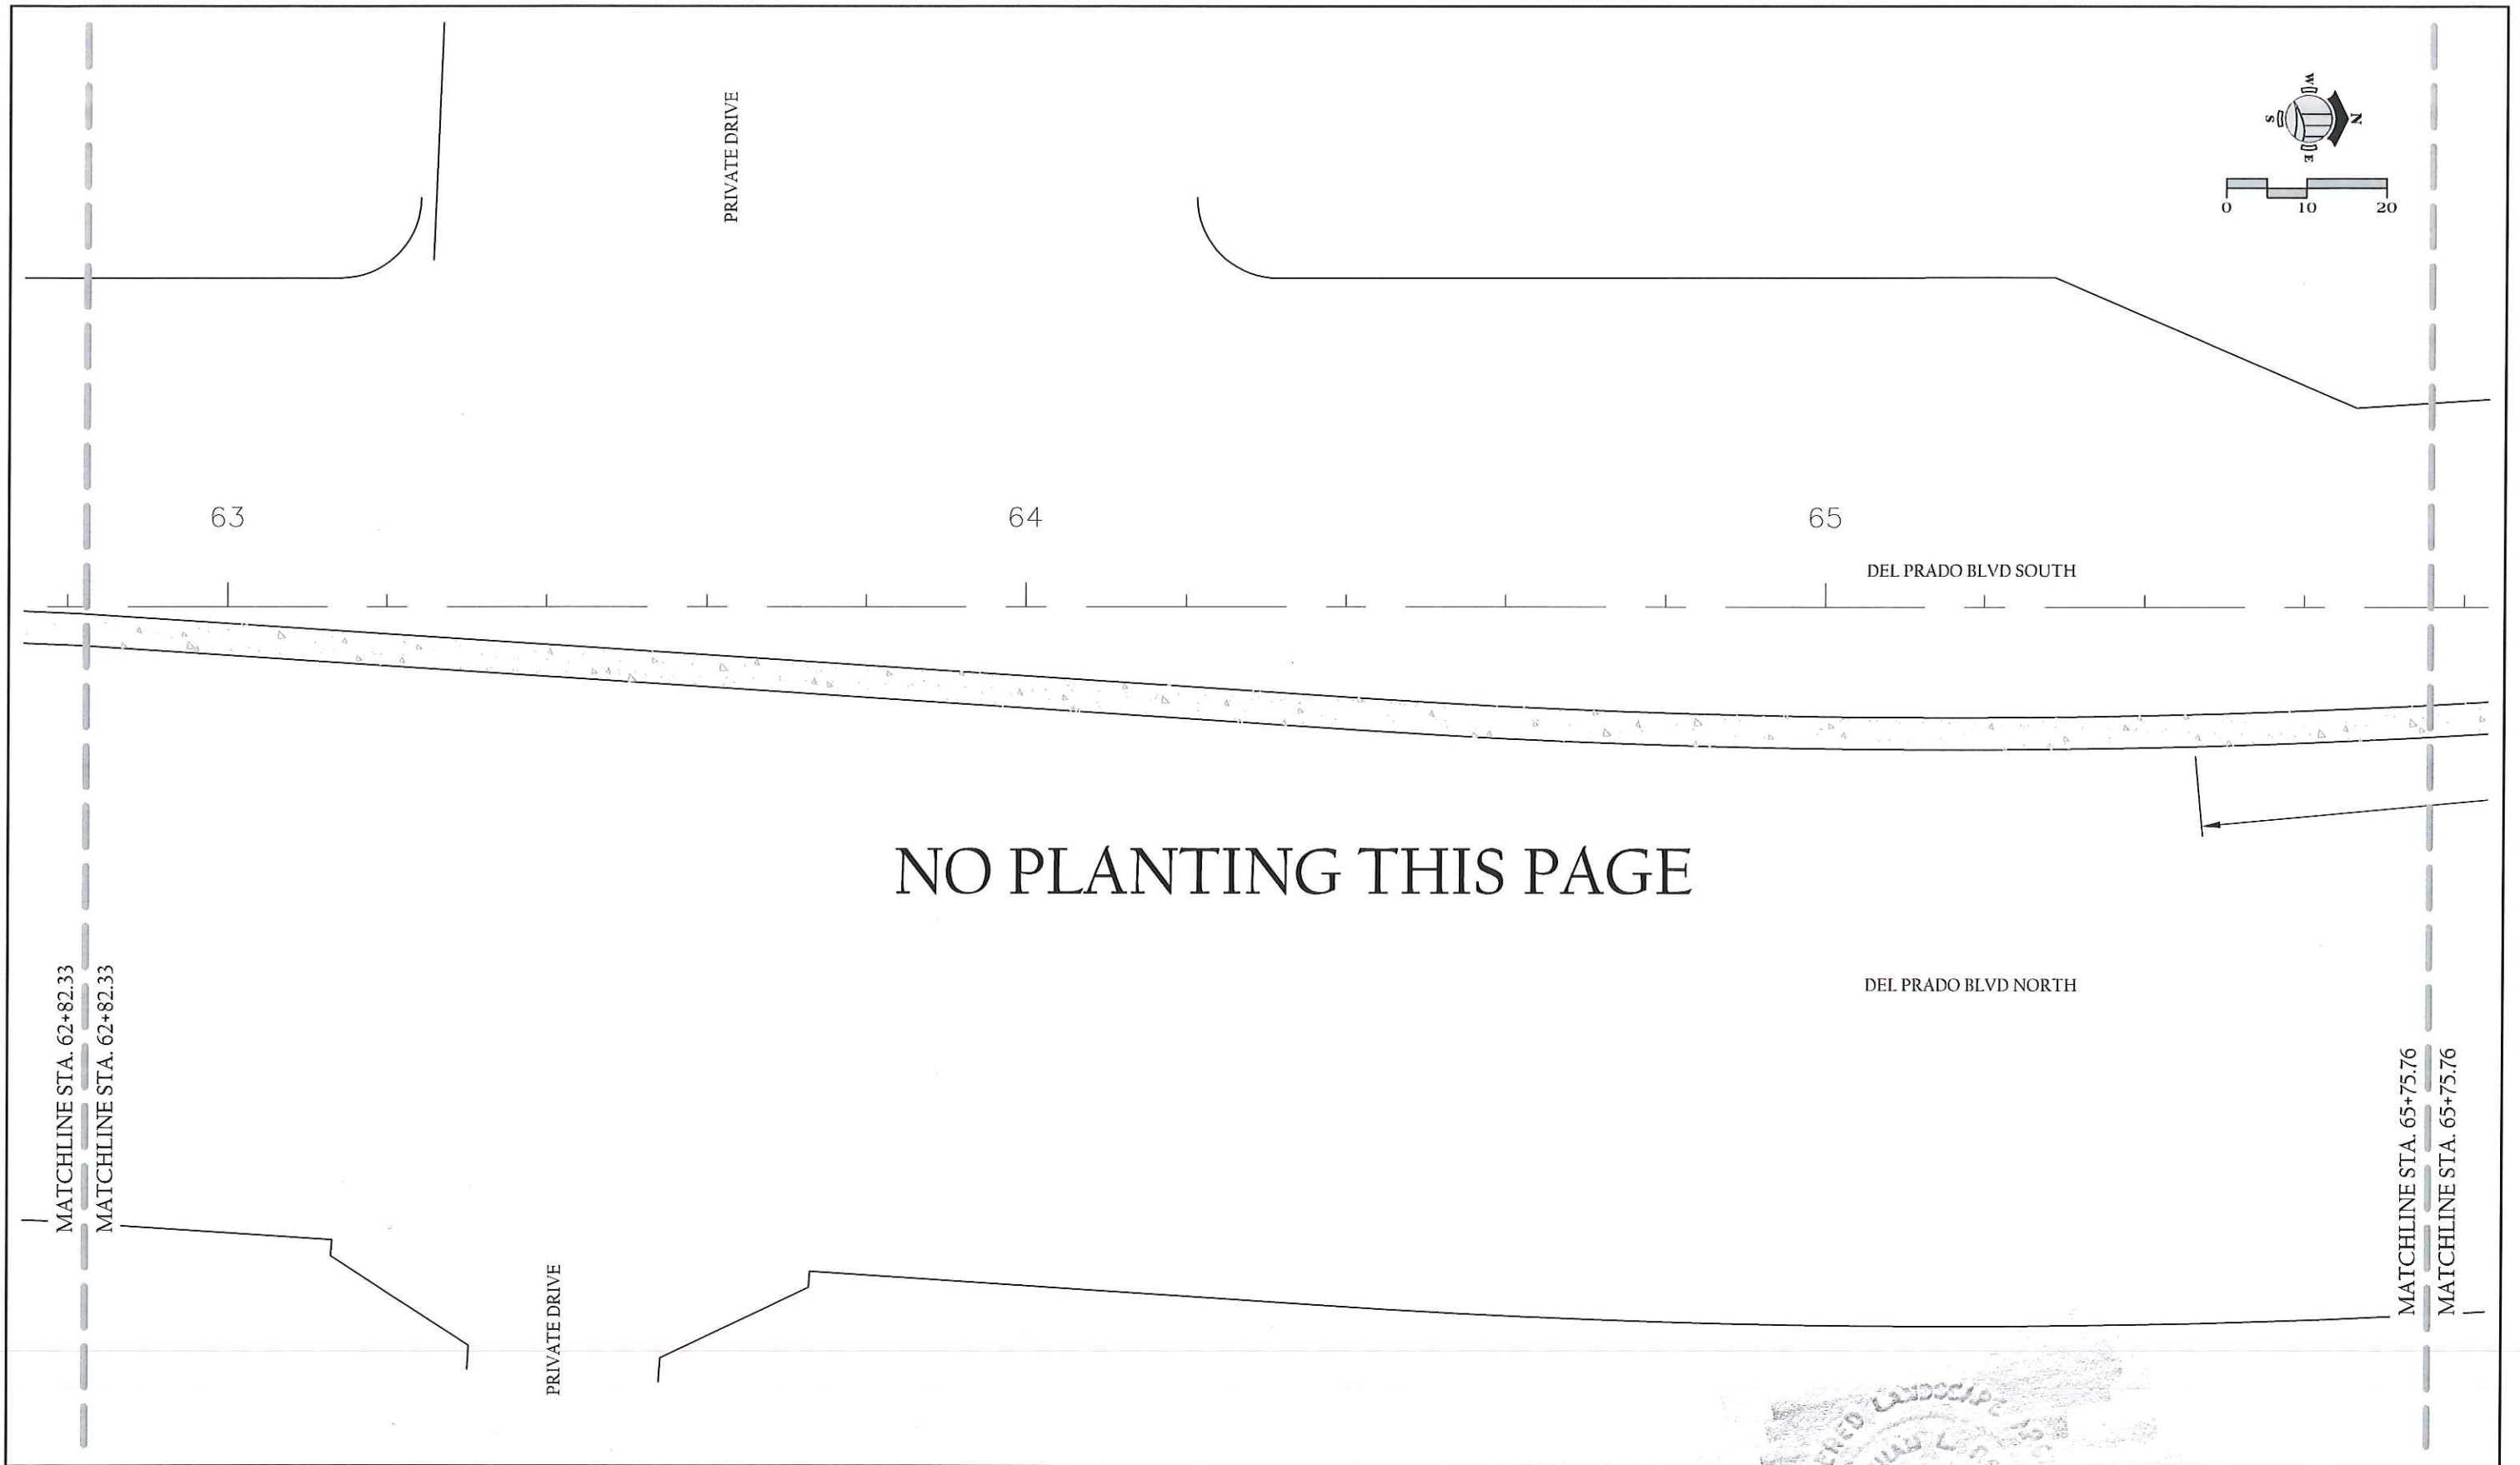 PRIVATE DRIVE
W
N
S
E
0 10 20
63 64 65
DEL PRADO BLVD SOUTH
NO PLANTING THIS PAGE
DEL PRADO BLVD NORTH
MATCHLINE STA. 62+82.33
MATCHLINE STA. 62+82.33
MATCHLINE STA. 65+75.76
MATCHLINE STA. 65+75.76
PRIVATE DRIVE
LANDSCAPE